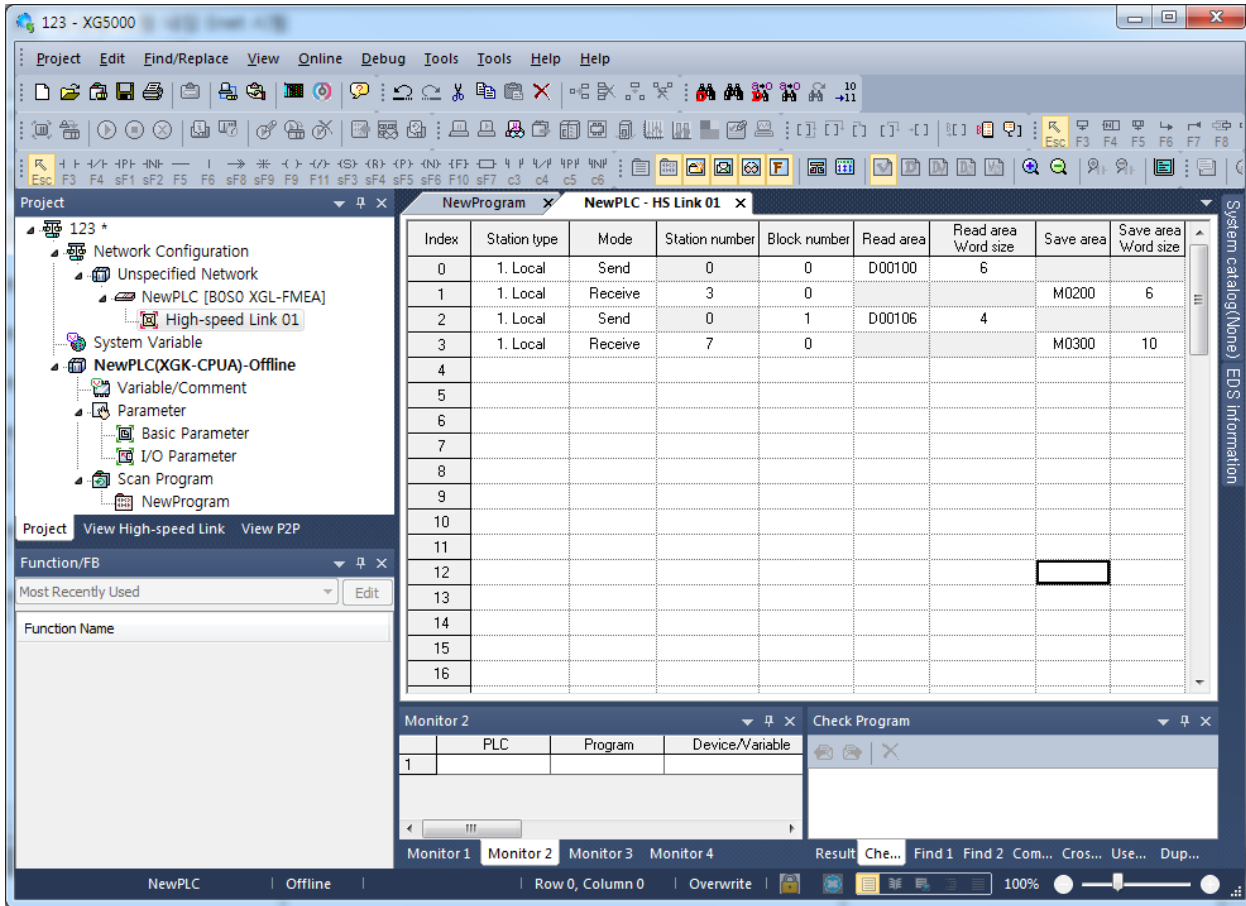 123 - XG5000
Project Edit Find/Replace View Online Debug Tools Tools Help Help
Esc F3 F4 F5 F6 F7 F8
Esc F3 F4 sF1 sF2 F5 F6 sF8 sF9 F9 F11 sF3 sF4 sF5 sF6 F10 sF7 c3 c4 c5 c6
Project
123 *
Network Configuration
Unspecified Network
NewPLC [B0S0 XGL-FMEA]
High-speed Link 01
System Variable
NewPLC(XGK-CPUA)-Offline
Variable/Comment
Parameter
Basic Parameter
I/O Parameter
Scan Program
NewProgram
Project View High-speed Link View P2P
Function/FB
Most Recently Used Edit
Function Name
NewProgram NewPLC - HS Link 01
Index Station type Mode Station number Block number Read area Read area Word size Save area Save area Word size
0 1. Local Send 0 0 D00100 6
1 1. Local Receive 3 0 M0200 6
2 1. Local Send 0 1 D00106 4
3 1. Local Receive 7 0 M0300 10
4
5
6
7
8
9
10
11
12
13
14
15
16
System catalog(None)
EDS information
Monitor 2
PLC Program Device/Variable
1
Monitor 1 Monitor 2 Monitor 3 Monitor 4
Check Program
Result Che... Find 1 Find 2 Com... Cros... Use... Dup...
NewPLC Offline Row 0, Column 0 Overwrite 100%